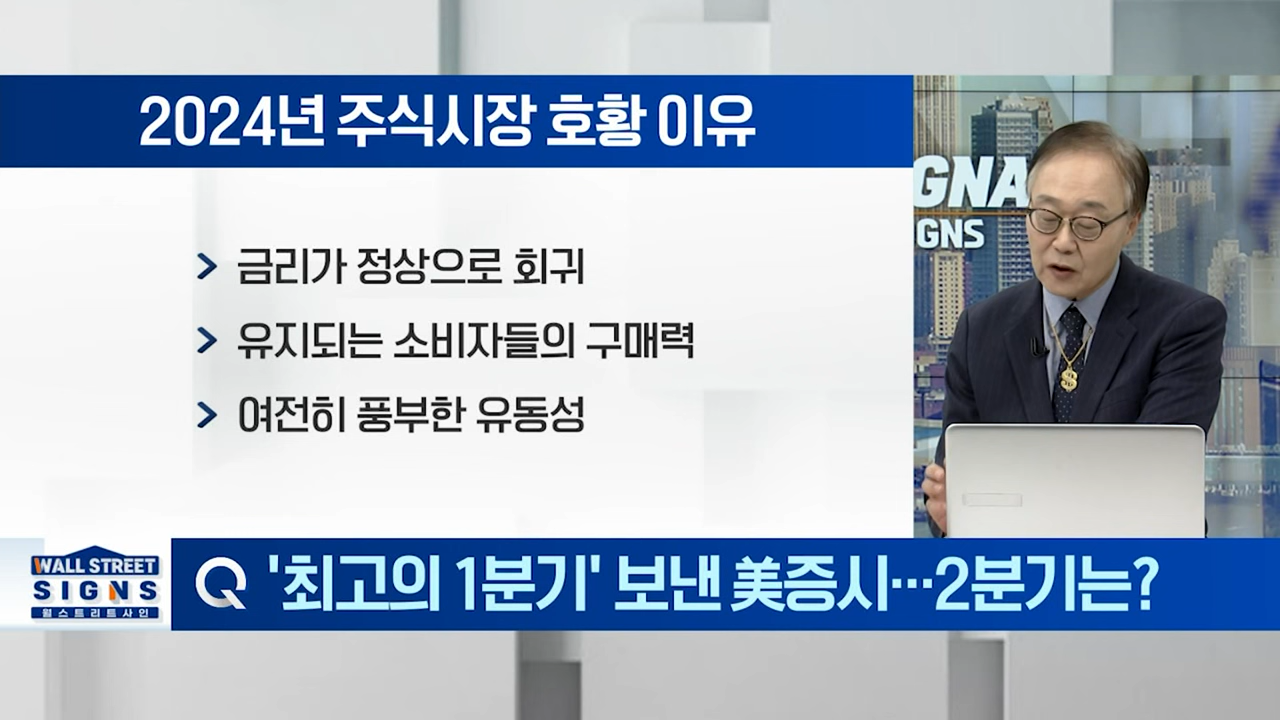 2024년 주식시장 호황 이유
> 금리가 정상으로 회귀
> 유지되는 소비자들의 구매력
> 여전히 풍부한 유동성
GNA
GNS
WALL STREET
SIGNS
월스트리트사인
Q '최고의 1분기' 보낸 美증시…2분기는?